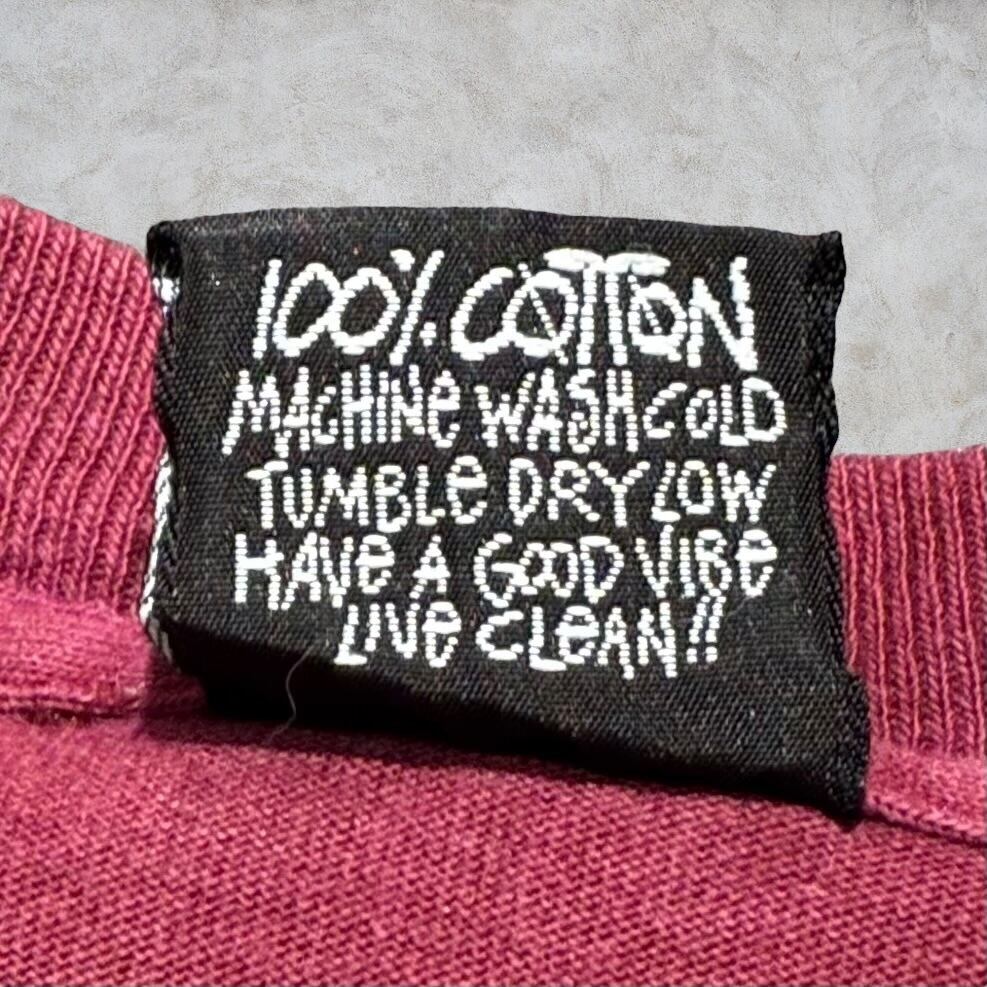 100% COTTON
MACHINe WASH COLD
TUMBLe DRY LOW
HAVe A GOOD VIBe
LIVe CLeAN!!